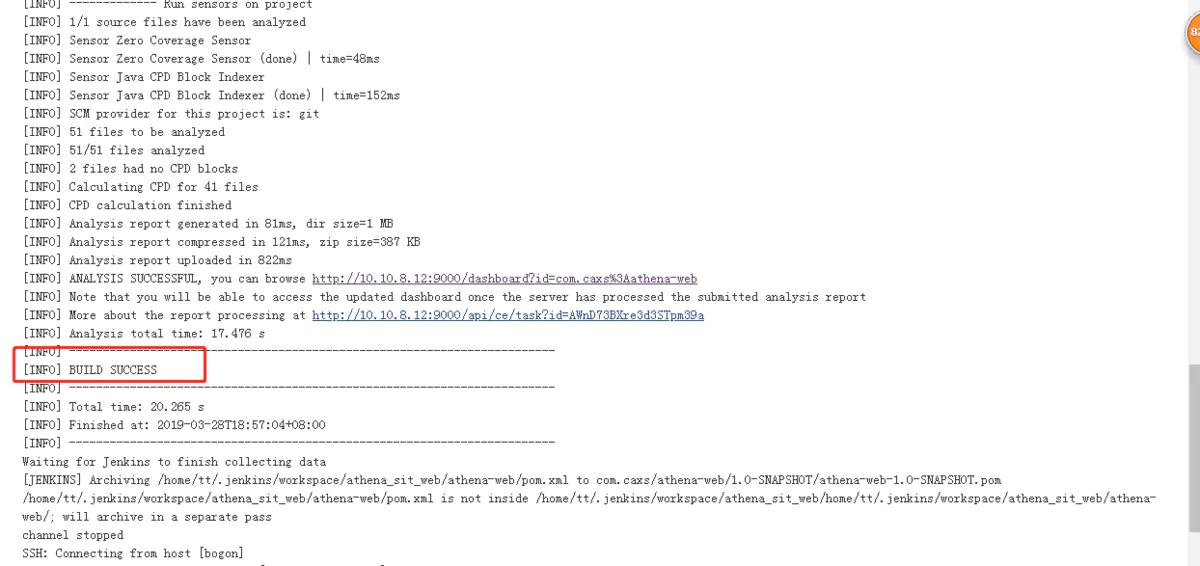 [INFO] ------------- Run sensors on project
[INFO] 1/1 source files have been analyzed
[INFO] Sensor Zero Coverage Sensor
[INFO] Sensor Zero Coverage Sensor (done) | time=48ms
[INFO] Sensor Java CPD Block Indexer
[INFO] Sensor Java CPD Block Indexer (done) | time=152ms
[INFO] SCM provider for this project is: git
[INFO] 51 files to be analyzed
[INFO] 51/51 files analyzed
[INFO] 2 files had no CPD blocks
[INFO] Calculating CPD for 41 files
[INFO] CPD calculation finished
[INFO] Analysis report generated in 81ms, dir size=1 MB
[INFO] Analysis report compressed in 121ms, zip size=387 KB
[INFO] Analysis report uploaded in 822ms
[INFO] ANALYSIS SUCCESSFUL, you can browse http://10.10.8.12:9000/dashboard?id=com.caxs%3Aathena-web
[INFO] Note that you will be able to access the updated dashboard once the server has processed the submitted analysis report
[INFO] More about the report processing at http://10.10.8.12:9000/api/ce/task?id=AWnD73BXre3d3STpm39a
[INFO] Analysis total time: 17.476 s
[INFO] ------------------------------------------------------------------------
[INFO] BUILD SUCCESS
[INFO] ------------------------------------------------------------------------
[INFO] Total time: 20.265 s
[INFO] Finished at: 2019-03-28T18:57:04+08:00
[INFO] ------------------------------------------------------------------------
Waiting for Jenkins to finish collecting data
[JENKINS] Archiving /home/tt/.jenkins/workspace/athena_sit_web/athena-web/pom.xml to com.caxs/athena-web/1.0-SNAPSHOT/athena-web-1.0-SNAPSHOT.pom
/home/tt/.jenkins/workspace/athena_sit_web/athena-web/pom.xml is not inside /home/tt/.jenkins/workspace/athena_sit_web/home/tt/.jenkins/workspace/athena_sit_web/athena-
web/; will archive in a separate pass
channel stopped
SSH: Connecting from host [bogon]